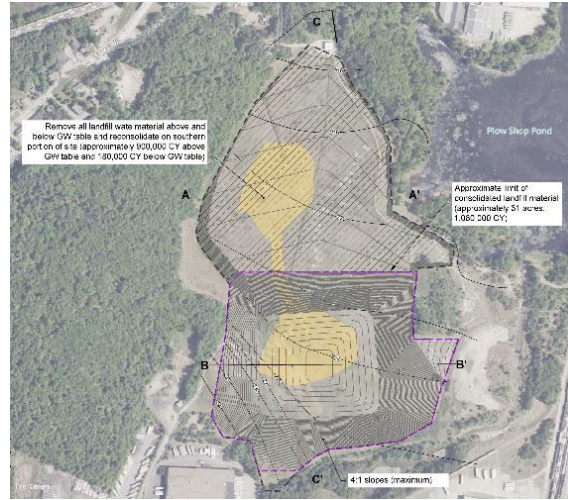 C
Plow Shop Pond
Remove all landfill wate material above and
below GW table and reconsolidate on southern
portion of site (approximately 900,000 CY above
GW table and 180,000 CY below GW table)
A
A'
Approximate limit of
consolidated landfill material
(approximately 31 acres,
1,080,000 CY)
B
B'
4:1 slopes (maximum)
C'